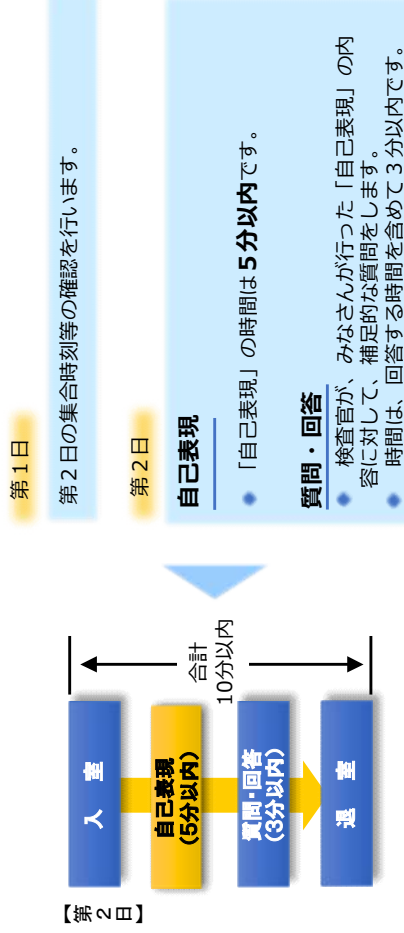 【第２日】
入　室
自己表現
(5分以内)
質問・回答
(3分以内)
退　室
合計
10分以内
第１日
第２日の集合時刻等の確認を行います。
第２日
自己表現
「自己表現」の時間は５分以内です。
質問・回答
検査官が、みなさんが行った「自己表現」の内
容に対して、補足的な質問をします。
時間は、回答する時間を含めて３分以内です。